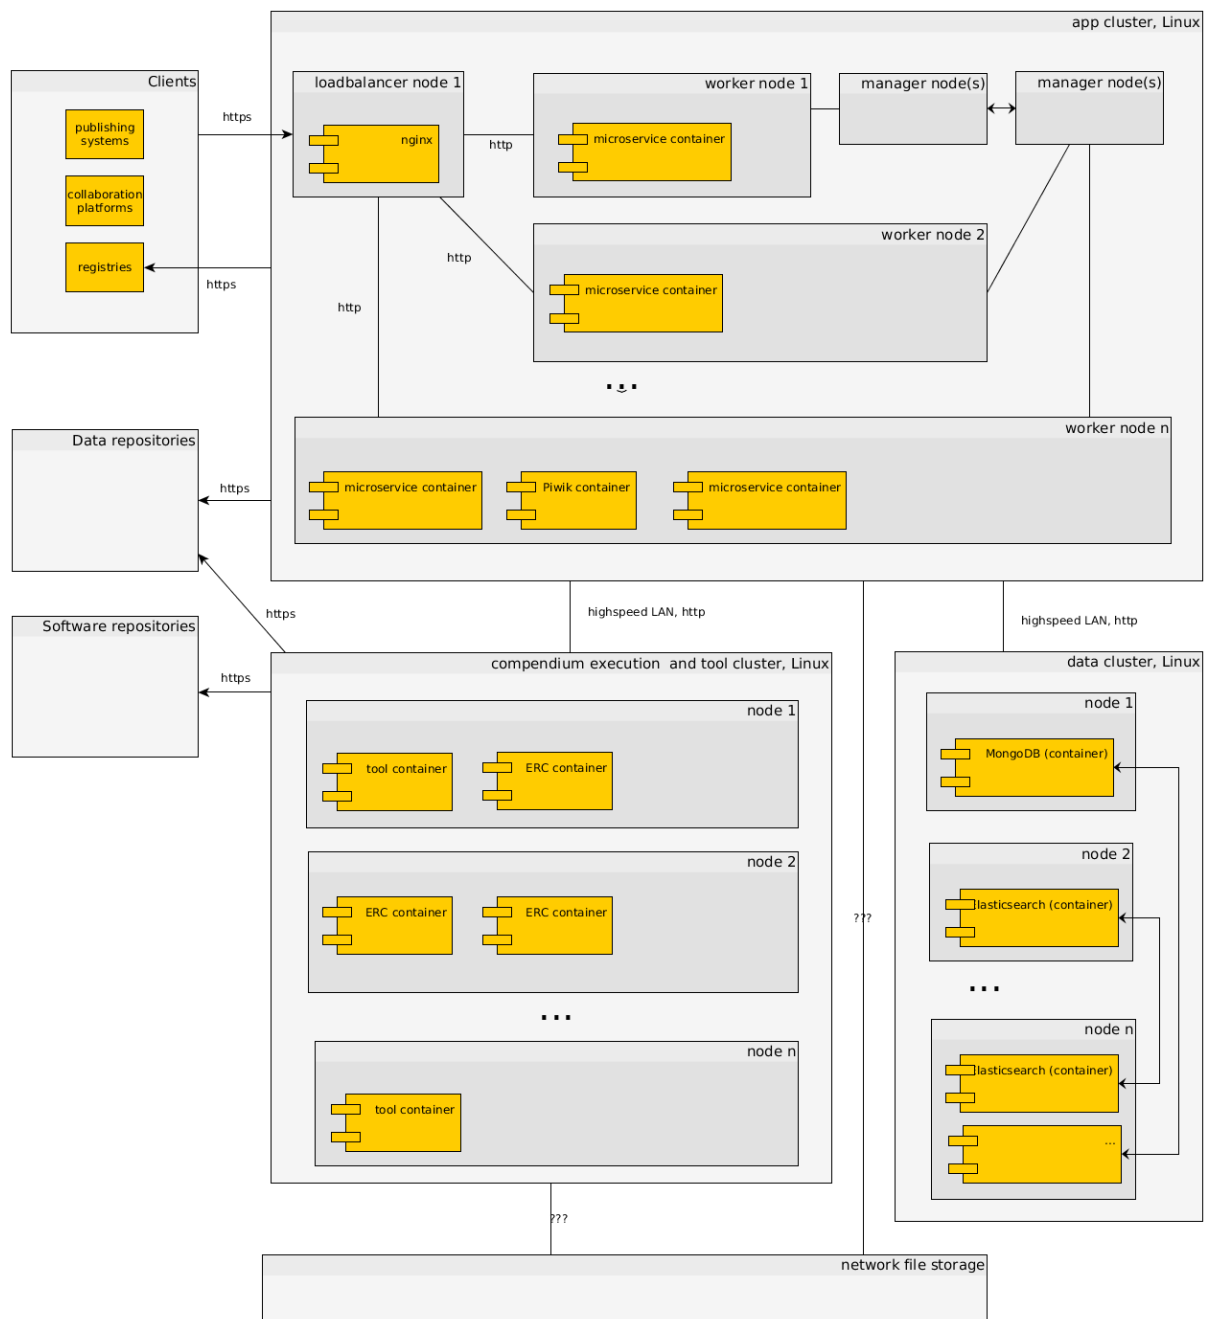 app cluster, Linux
Clients
publishing
systems
collaboration
platforms
registries
https
https
loadbalancer node 1
nginx
http
http
http
worker node 1
microservice container
manager node(s)
manager node(s)
worker node 2
microservice container
...
worker node n
microservice container
Piwik container
microservice container
Data repositories
https
https
Software repositories
https
highspeed LAN, http
highspeed LAN, http
compendium execution  and tool cluster, Linux
node 1
tool container
ERC container
node 2
ERC container
ERC container
...
node n
tool container
???
???
data cluster, Linux
node 1
MongoDB (container)
node 2
Elasticsearch (container)
...
node n
Elasticsearch (container)
...
network file storage